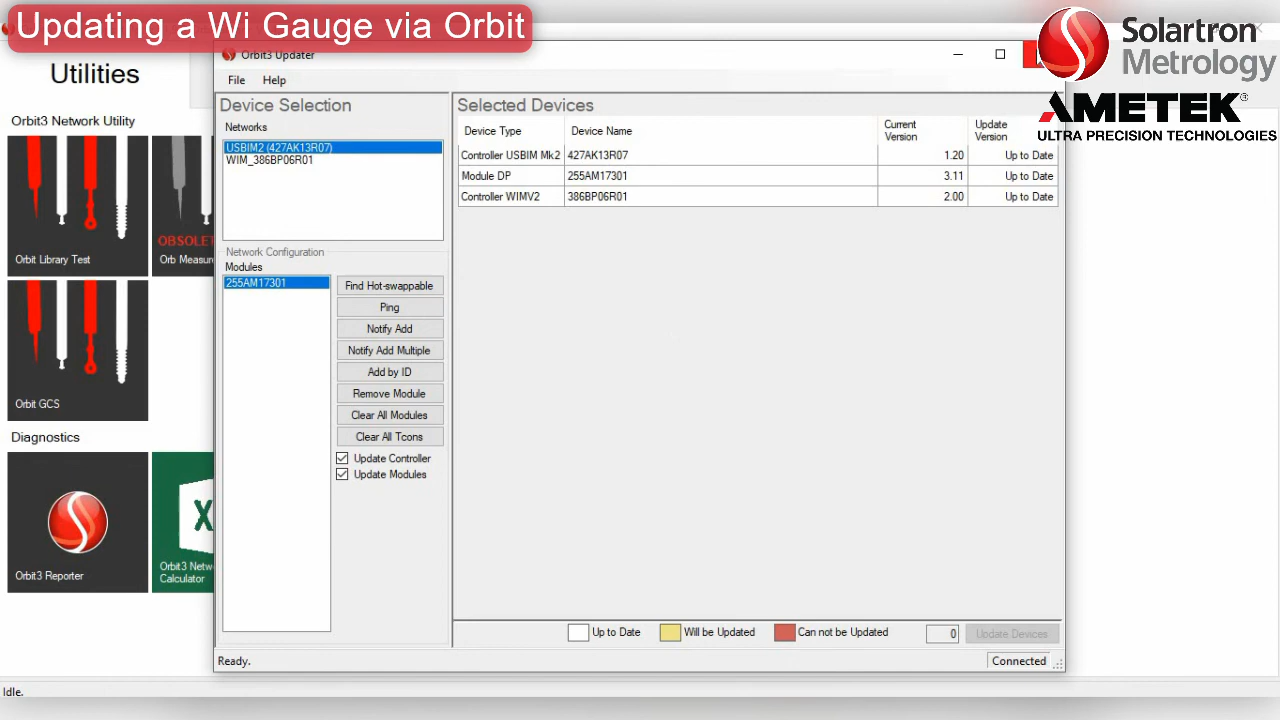 Updating a Wi Gauge via Orbit
Solartron
Metrology
AMETEK®
ULTRA PRECISION TECHNOLOGIES
Utilities
Orbit3 Network Utility
Orbit Library Test
OBSOLET
Orb Measur
Orbit GCS
Diagnostics
Orbit3 Reporter
X
Orbit3 Netw
Calculator
Idle.
Orbit3 Updater
File Help
Device Selection
Networks
USBIM2 (427AK13R07)
WIM_386BP06R01
Network Configuration
Modules
255AM17301
Find Hot-swappable
Ping
Notify Add
Notify Add Multiple
Add by ID
Remove Module
Clear All Modules
Clear All Tcons
Update Controller
Update Modules
Selected Devices
Device Type Device Name Current Version Update Version
Controller USBIM Mk2 427AK13R07 1.20 Up to Date
Module DP 255AM17301 3.11 Up to Date
Controller WIMV2 386BP06R01 2.00 Up to Date
Up to Date Will be Updated Can not be Updated 0 Update Devices
Ready. Connected